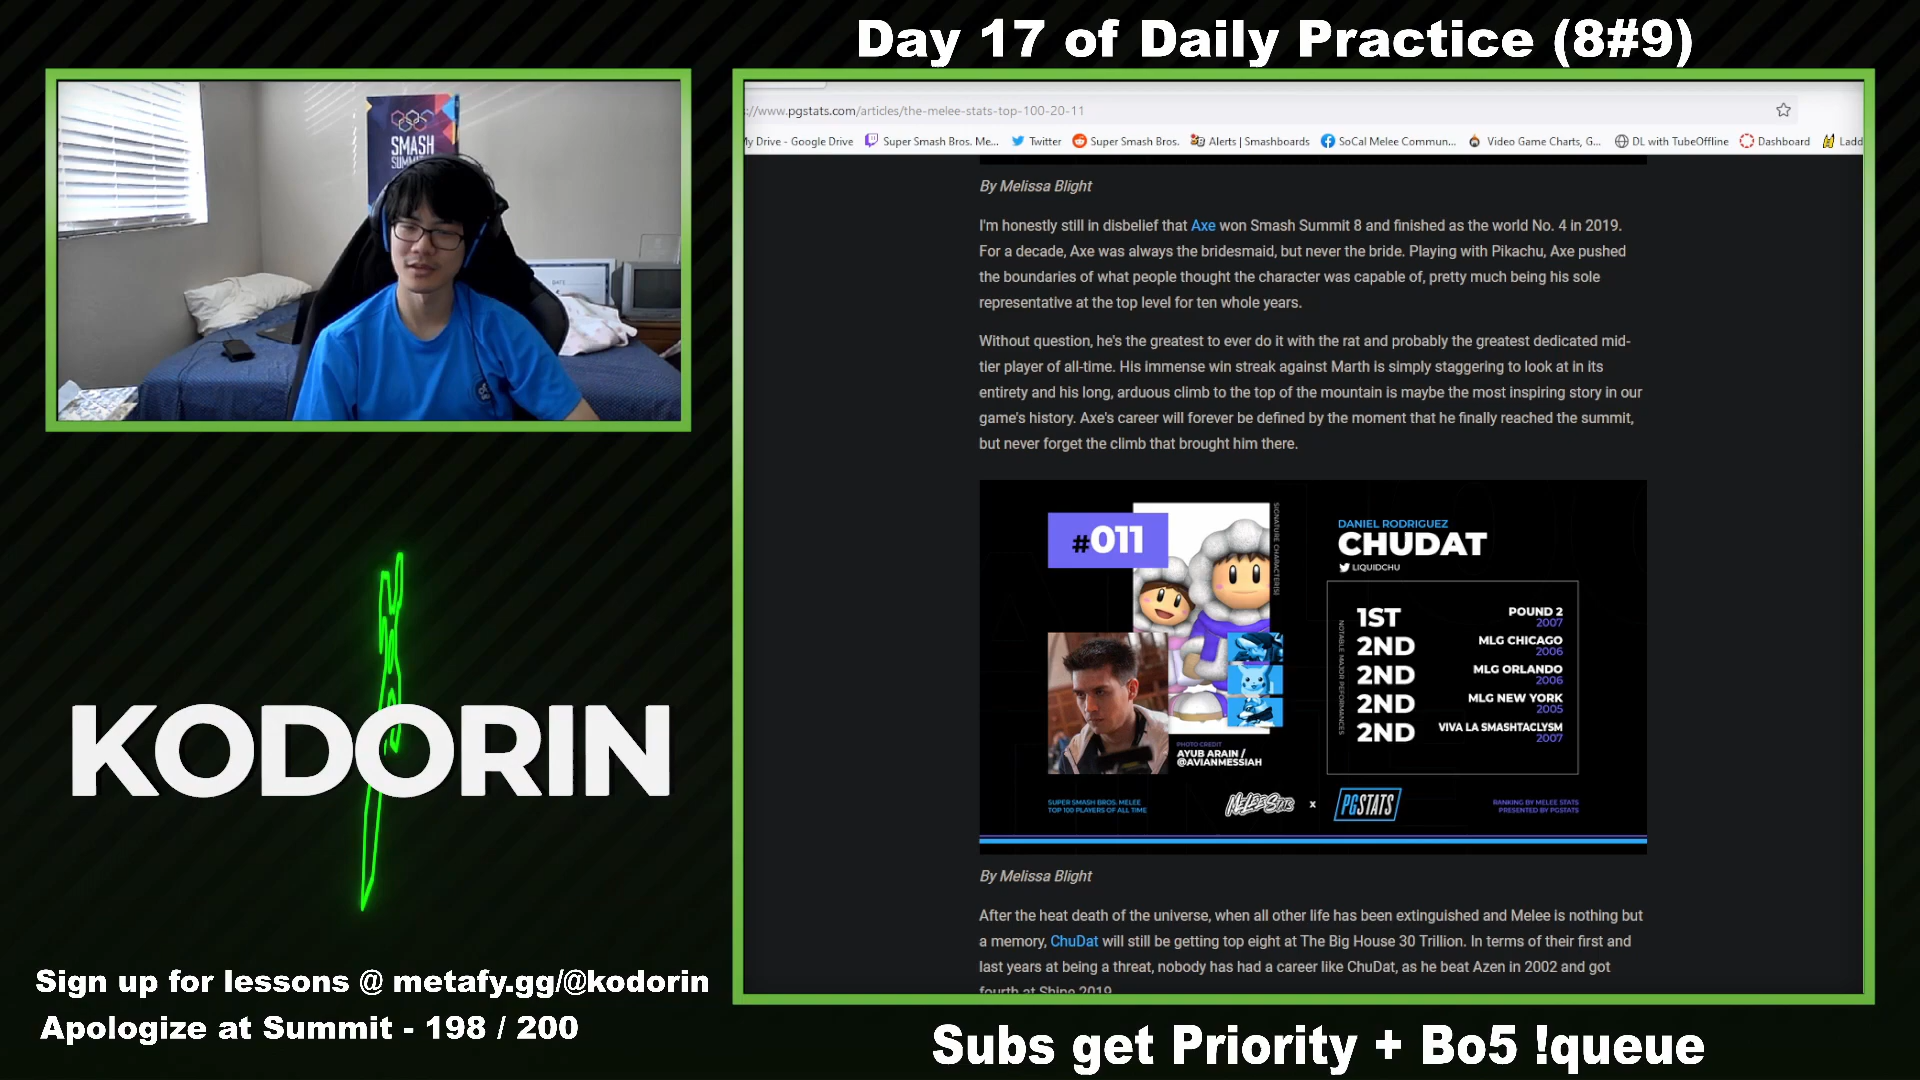 Day 17 of Daily Practice (8#9)
SMASH
://www.pgstats.com/articles/the-melee-stats-top-100-20-11
My Drive - Google Drive
Super Smash Bros. Me...
Twitter
Super Smash Bros.
Alerts | Smashboards
SoCal Melee Commun...
Video Game Charts, G...
DL with TubeOffline
Dashboard
Ladd
By Melissa Blight
I'm honestly still in disbelief that Axe won Smash Summit 8 and finished as the world No. 4 in 2019.
For a decade, Axe was always the bridesmaid, but never the bride. Playing with Pikachu, Axe pushed
the boundaries of what people thought the character was capable of, pretty much being his sole
representative at the top level for ten whole years.
Without question, he's the greatest to ever do it with the rat and probably the greatest dedicated mid-
tier player of all-time. His immense win streak against Marth is simply staggering to look at in its
entirety and his long, arduous climb to the top of the mountain is maybe the most inspiring story in our
game's history. Axe's career will forever be defined by the moment that he finally reached the summit,
but never forget the climb that brought him there.
#011
SIGNATURE CHARACTER(S)
DANIEL RODRIGUEZ
CHUDAT
LIQUIDCHU
NOTABLE MAJOR PERFORMANCES
1ST
POUND 2
2007
2ND
MLG CHICAGO
2006
2ND
MLG ORLANDO
2006
2ND
MLG NEW YORK
2005
2ND
VIVA LA SMASHTACLYSM
2007
PHOTO CREDIT
AYUB ARAIN /
@AVIANMESSIAH
SUPER SMASH BROS. MELEE
TOP 100 PLAYERS OF ALL TIME
MELEE STATS
x
PGSTATS
RANKING BY MELEE STATS
PRESENTED BY PGSTATS
By Melissa Blight
After the heat death of the universe, when all other life has been extinguished and Melee is nothing but
a memory, ChuDat will still be getting top eight at The Big House 30 Trillion. In terms of their first and
last years at being a threat, nobody has had a career like ChuDat, as he beat Azen in 2002 and got
fourth at Shine 2019.
KODORIN
Sign up for lessons @ metafy.gg/@kodorin
Apologize at Summit - 198 / 200
Subs get Priority + Bo5 !queue